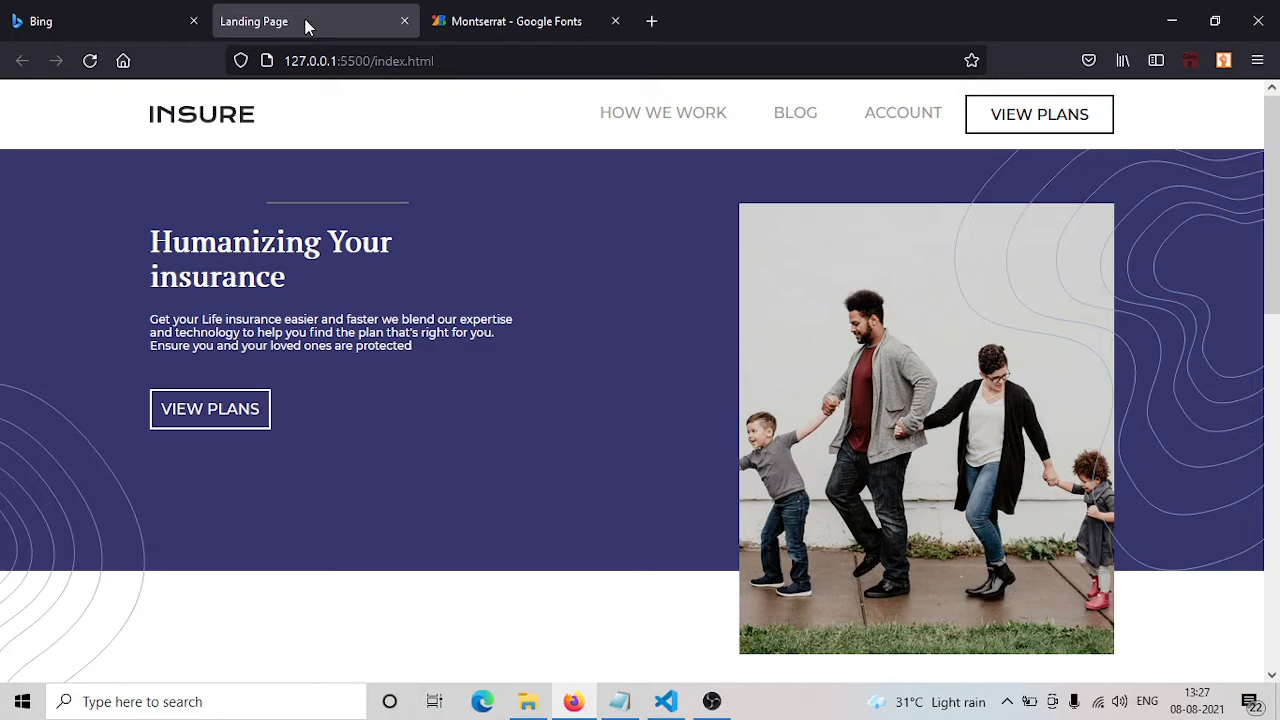 Bing
Landing Page
Montserrat - Google Fonts
127.0.0.1:5500/index.html
INSURE
HOW WE WORK
BLOG
ACCOUNT
VIEW PLANS
Humanizing Your
insurance
Get your Life insurance easier and faster we blend our expertise
and technology to help you find the plan that's right for you.
Ensure you and your loved ones are protected
VIEW PLANS
Type here to search
31°C Light rain
13:27
08-08-2021
22